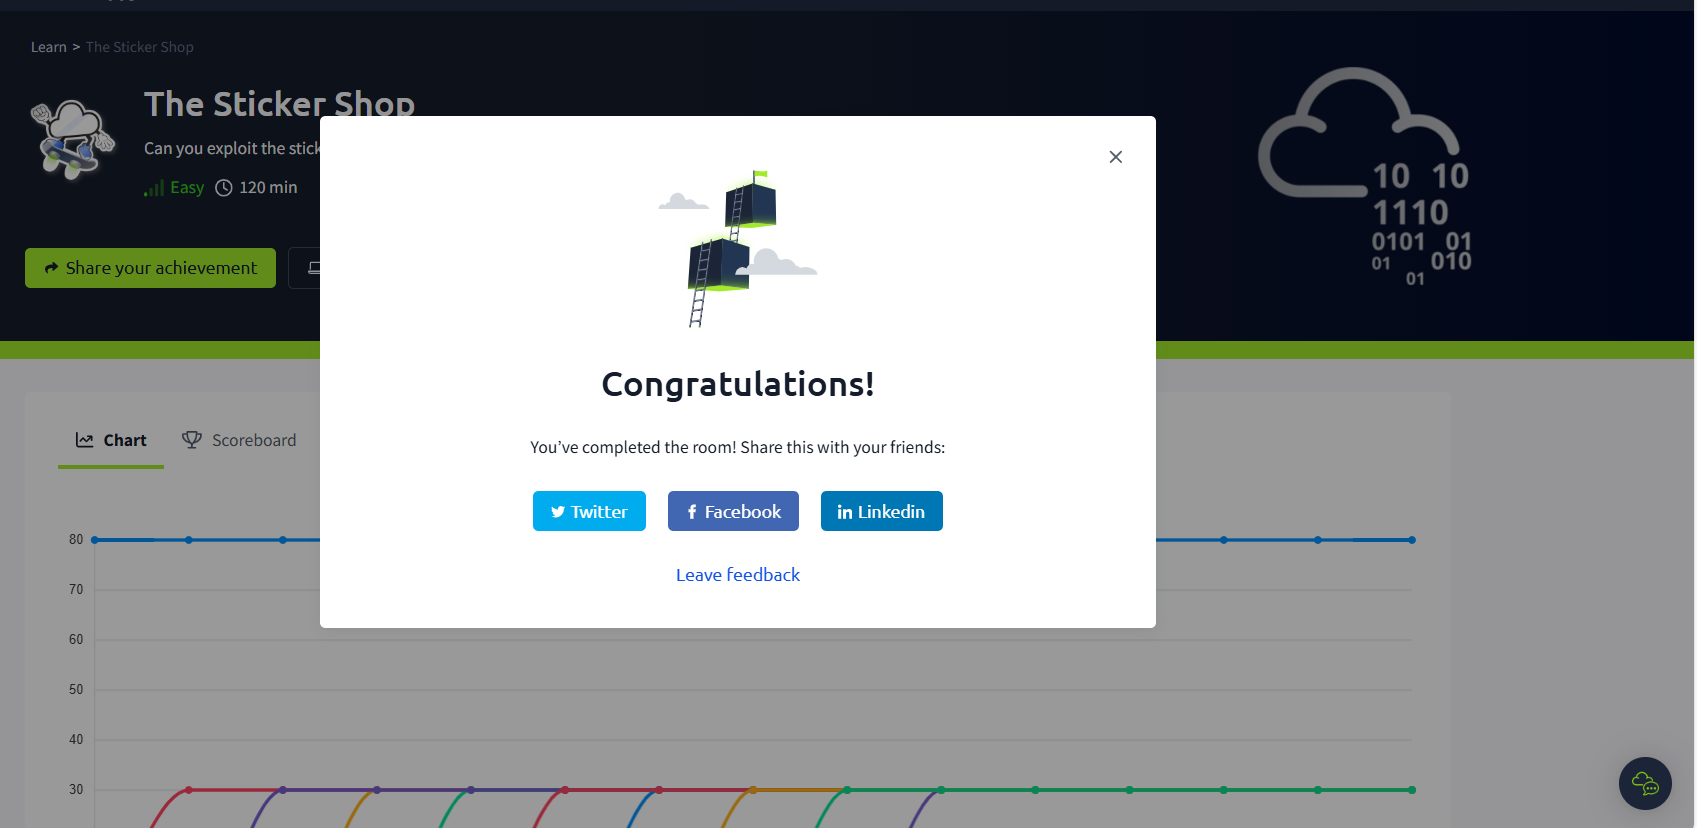 Learn > The Sticker Shop
The Sticker Shop
Can you exploit the stick
Easy 120 min
Share your achievement
10 10
1110
0101 01
01 010
01
Congratulations!
You've completed the room! Share this with your friends:
Twitter Facebook Linkedin
Leave feedback
Chart Scoreboard
80
70
60
50
40
30